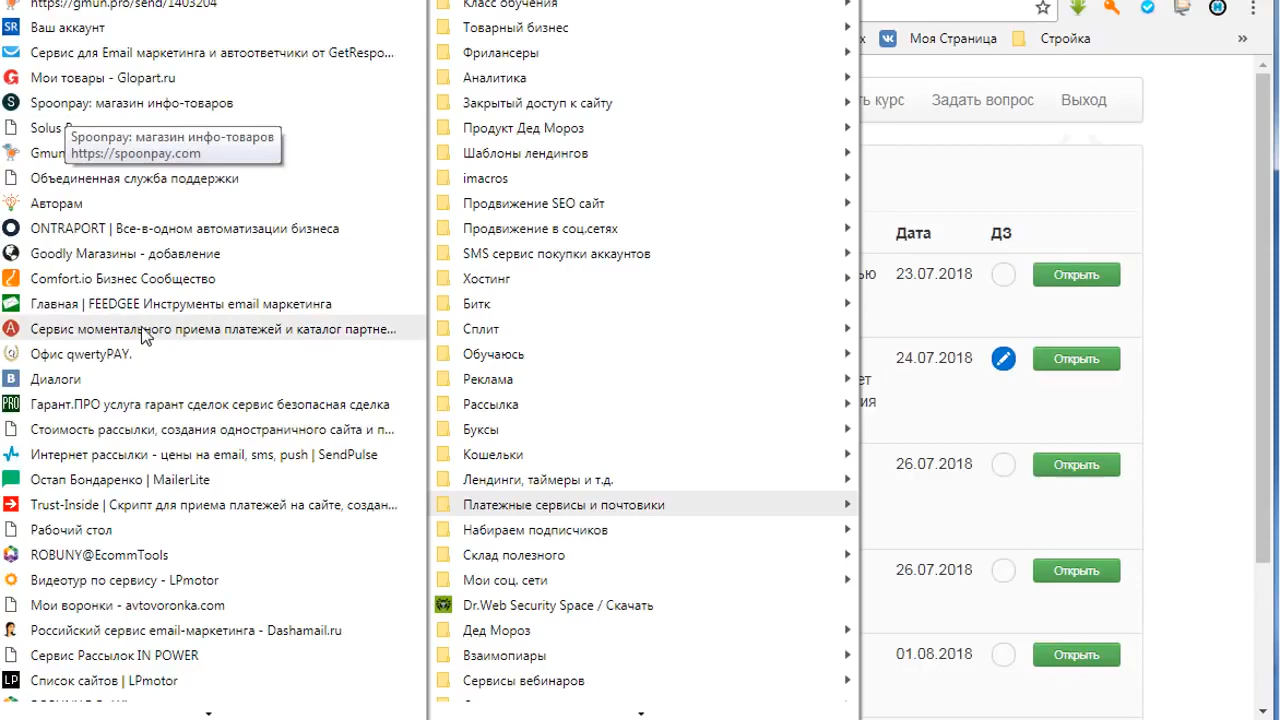 https://gmun.pro/send/1403204
Ваш аккаунт
Сервис для Email маркетинга и автоответчики от GetRespo...
Мои товары - Glopart.ru
Spoonpay: магазин инфо-товаров
Solus
Spoonpay: магазин инфо-товаров
https://spoonpay.com
Gmun
Объединенная служба поддержки
Авторам
ONTRAPORT | Все-в-одном автоматизации бизнеса
Goodly Магазины - добавление
Comfort.io Бизнес Сообщество
Главная | FEEDGEE Инструменты email маркетинга
Сервис моментального приема платежей и каталог партне...
Офис qwertyPAY.
Диалоги
Гарант.ПРО услуга гарант сделок сервис безопасная сделка
Стоимость рассылки, создания одностраничного сайта и п...
Интернет рассылки - цены на email, sms, push | SendPulse
Остап Бондаренко | MailerLite
Trust-Inside | Скрипт для приема платежей на сайте, создан...
Рабочий стол
ROBUNY@EcommTools
Видеотур по сервису - LPmotor
Мои воронки - avtovoronka.com
Российский сервис email-маркетинга - Dashamail.ru
Сервис Рассылок IN POWER
Список сайтов | LPmotor
Класс обучения
Товарный бизнес
Фрилансеры
Аналитика
Закрытый доступ к сайту
Продукт Дед Мороз
Шаблоны лендингов
imacros
Продвижение SEO сайт
Продвижение в соц.сетях
SMS сервис покупки аккаунтов
Хостинг
Битк
Сплит
Обучаюсь
Реклама
Рассылка
Буксы
Кошельки
Лендинги, таймеры и т.д.
Платежные сервисы и почтовики
Набираем подписчиков
Склад полезного
Мои соц. сети
Dr.Web Security Space / Скачать
Дед Мороз
Взаимопиары
Сервисы вебинаров
х Моя Страница Стройка »
ть курс Задать вопрос Выход
Дата ДЗ
ью 23.07.2018 Открыть
24.07.2018 Открыть
ет
ия
26.07.2018 Открыть
26.07.2018 Открыть
01.08.2018 Открыть